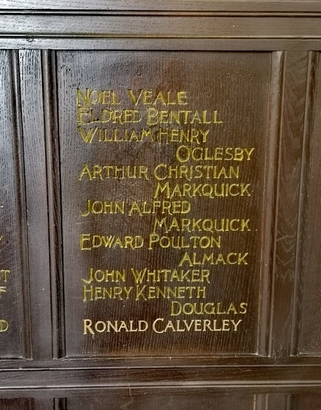 NOEL VEALE
ELDRED BENTALL
WILLIAM HENRY
OGLESBY
ARTHUR CHRISTIAN
MARKQUICK
JOHN ALFRED
MARKQUICK
EDWARD POULTON
ALMACK
JOHN WHITAKER
HENRY KENNETH
DOUGLAS
RONALD CALVERLEY